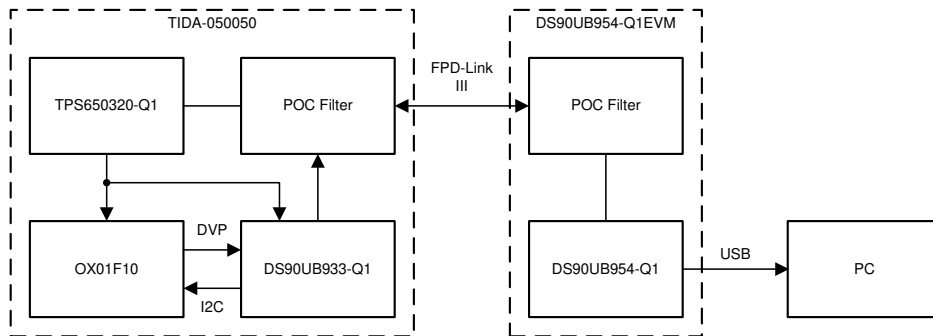 TIDA-050050
DS90UB954-Q1EVM
TPS650320-Q1
POC Filter
FPD-Link
III
POC Filter
OX01F10
DVP
I2C
DS90UB933-Q1
DS90UB954-Q1
USB
PC